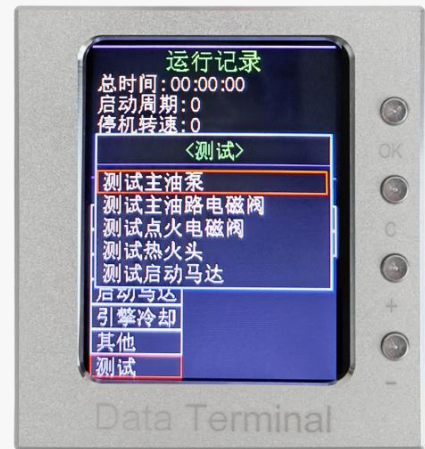 运行记录
总时间:00:00:00
启动周期:0
停机转速:0
<测试>
测试主油泵
测试主油路电磁阀
测试点火电磁阀
测试热火头
测试启动马达
启动马达
引擎冷却
其他
测试
OK
C
+
-
Data Terminal